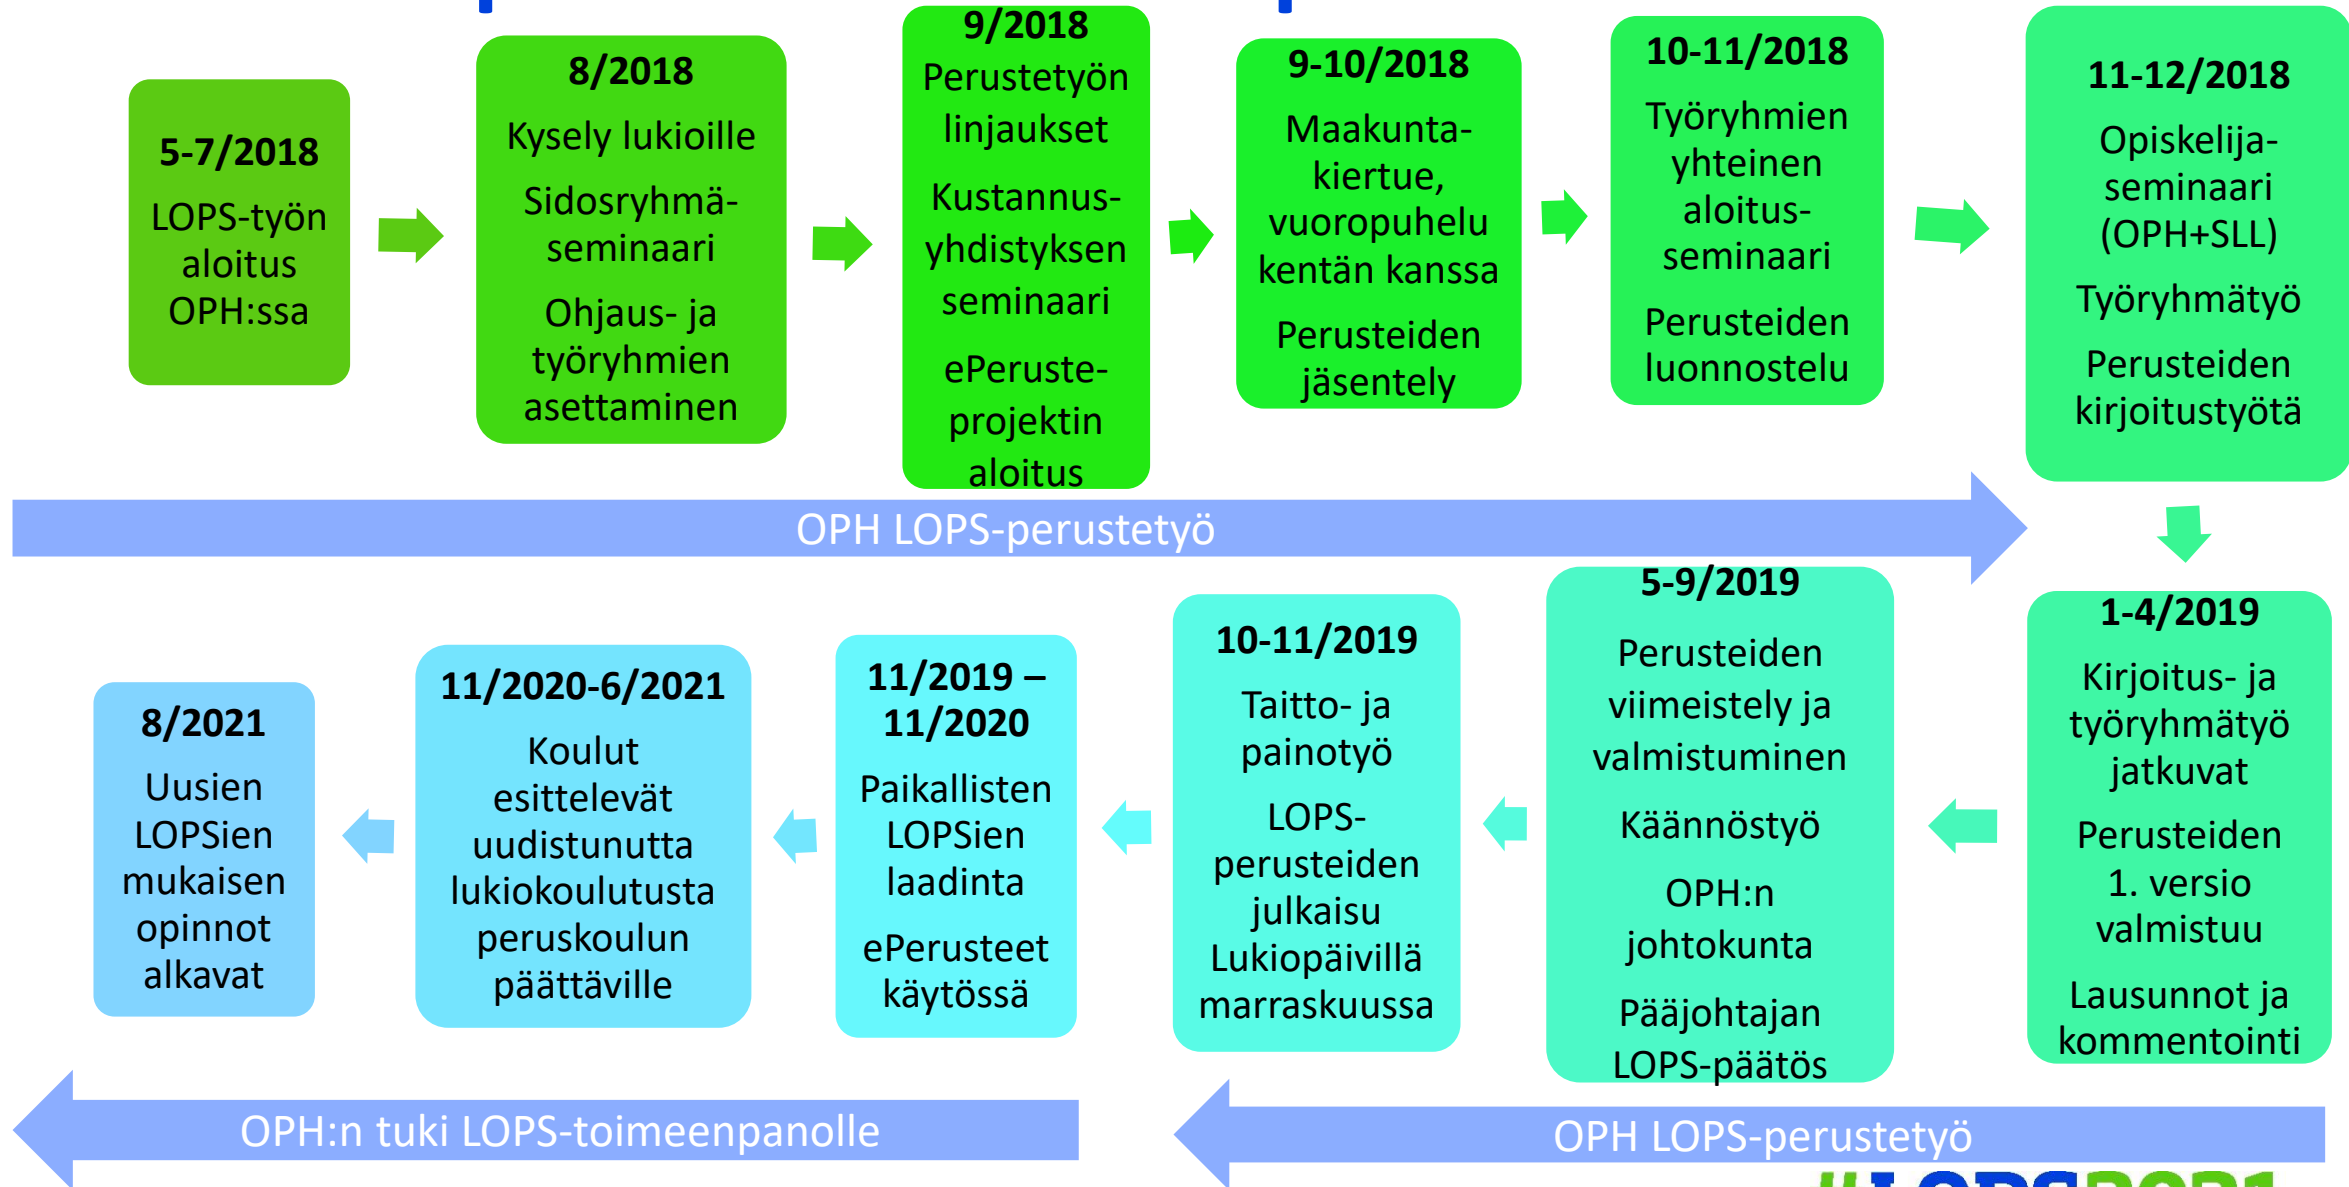 5-7/2018
LOPS-työn
aloitus
OPH:ssa
8/2018
Kysely lukioille
Sidosryhmä-
seminaari
Ohjaus- ja
työryhmien
asettaminen
9/2018
Perustetyön
linjaukset
Kustannus-
yhdistyksen
seminaari
ePeruste-
projektin
aloitus
9-10/2018
Maakunta-
kiertue,
vuoropuhelu
kentän kanssa
Perusteiden
jäsentely
10-11/2018
Työryhmien
yhteinen
aloitus-
seminaari
Perusteiden
luonnostelu
11-12/2018
Opiskelija-
seminaari
(OPH+SLL)
Työryhmätyö
Perusteiden
kirjoitustyötä
OPH LOPS-perustetyö
1-4/2019
Kirjoitus- ja
työryhmätyö
jatkuvat
Perusteiden
1. versio
valmistuu
Lausunnot ja
kommentointi
5-9/2019
Perusteiden
viimeistely ja
valmistuminen
Käännöstyö
OPH:n
johtokunta
Pääjohtajan
LOPS-päätös
10-11/2019
Taitto- ja
painotyö
LOPS-
perusteiden
julkaisu
Lukiopäivillä
marraskuussa
11/2019 –
11/2020
Paikallisten
LOPSien
laadinta
ePerusteet
käytössä
11/2020-6/2021
Koulut
esittelevät
uudistunutta
lukiokoulutusta
peruskoulun
päättäville
8/2021
Uusien
LOPSien
mukaisen
opinnot
alkavat
OPH:n tuki LOPS-toimeenpanolle
OPH LOPS-perustetyö
#LOPS2021